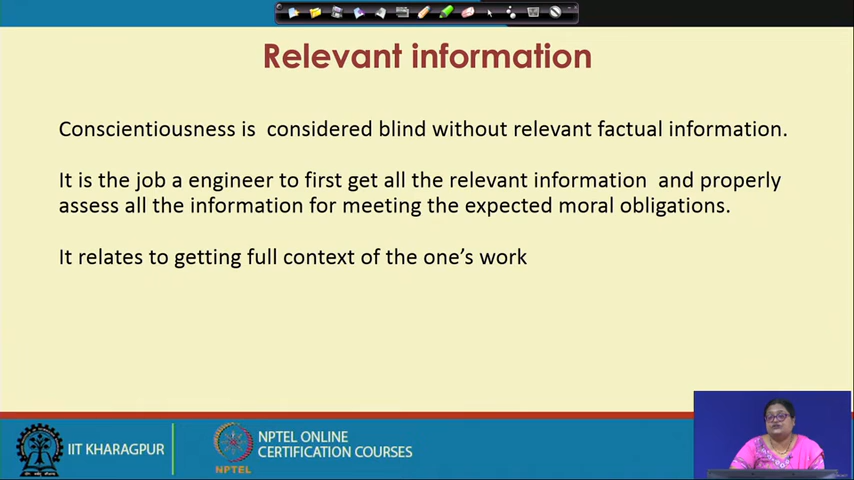 Relevant information
Conscientiousness is  considered blind without relevant factual information.
It is the job a engineer to first get all the relevant information  and properly
assess all the information for meeting the expected moral obligations.
It relates to getting full context of the one's work
IIT KHARAGPUR
NPTEL
NPTEL ONLINE
CERTIFICATION COURSES